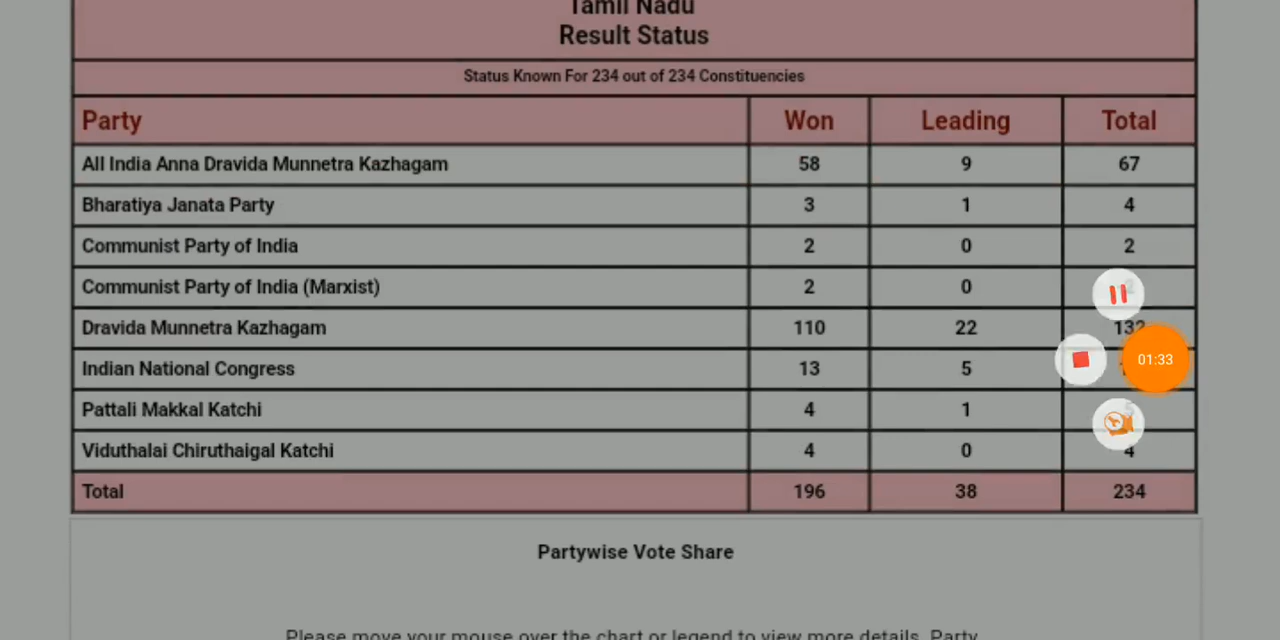 Tamil Nadu
Result Status
Status Known For 234 out of 234 Constituencies
Party Won Leading Total
All India Anna Dravida Munnetra Kazhagam 58 9 67
Bharatiya Janata Party 3 1 4
Communist Party of India 2 0 2
Communist Party of India (Marxist) 2 0
Dravida Munnetra Kazhagam 110 22 132
Indian National Congress 13 5
01:33
Pattali Makkal Katchi 4 1
Viduthalai Chiruthaigal Katchi 4 0 4
Total 196 38 234
Partywise Vote Share
Please move your mouse over the chart or legend to view more details. Party